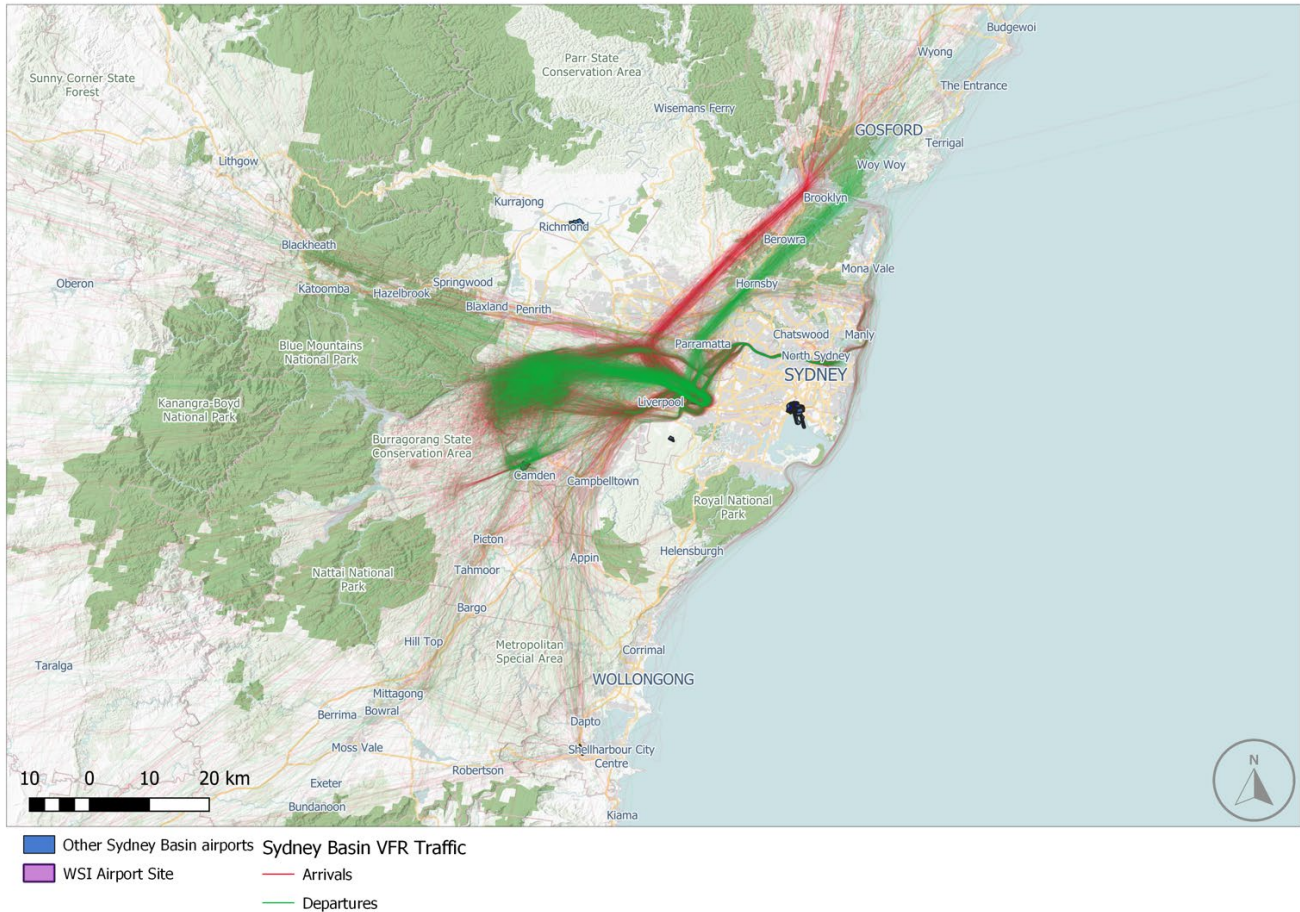 Budgewoi
Wyong
Parr State
Conservation Area
Sunny Corner State
Forest
The Entrance
Wisemans Ferry
GOSFORD
Terrigal
Lithgow
Woy Woy
Kurrajong
Brooklyn
Richmond
Berowra
Blackheath
Mona Vale
Oberon
Katoomba
Hazelbrook
Springwood
Hornsby
Blaxland
Penrith
Chatswood
Manly
Blue Mountains
National Park
Parramatta
North Sydney
SYDNEY
Kanangra-Boyd
National Park
Liverpool
Burragorang State
Conservation Area
Camden
Campbelltown
Royal National
Park
Picton
Appin
Helensburgh
Nattai National
Park
Tahmoor
Bargo
Hill Top
Metropolitan
Special Area
Corrimal
Taralga
WOLLONGONG
Mittagong
Berrima
Bowral
Dapto
Moss Vale
Shellharbour City
Centre
Robertson
Exeter
Bundanoon
Kiama
N
10 0 10 20 km
Other Sydney Basin airports
WSI Airport Site
Sydney Basin VFR Traffic
Arrivals
Departures